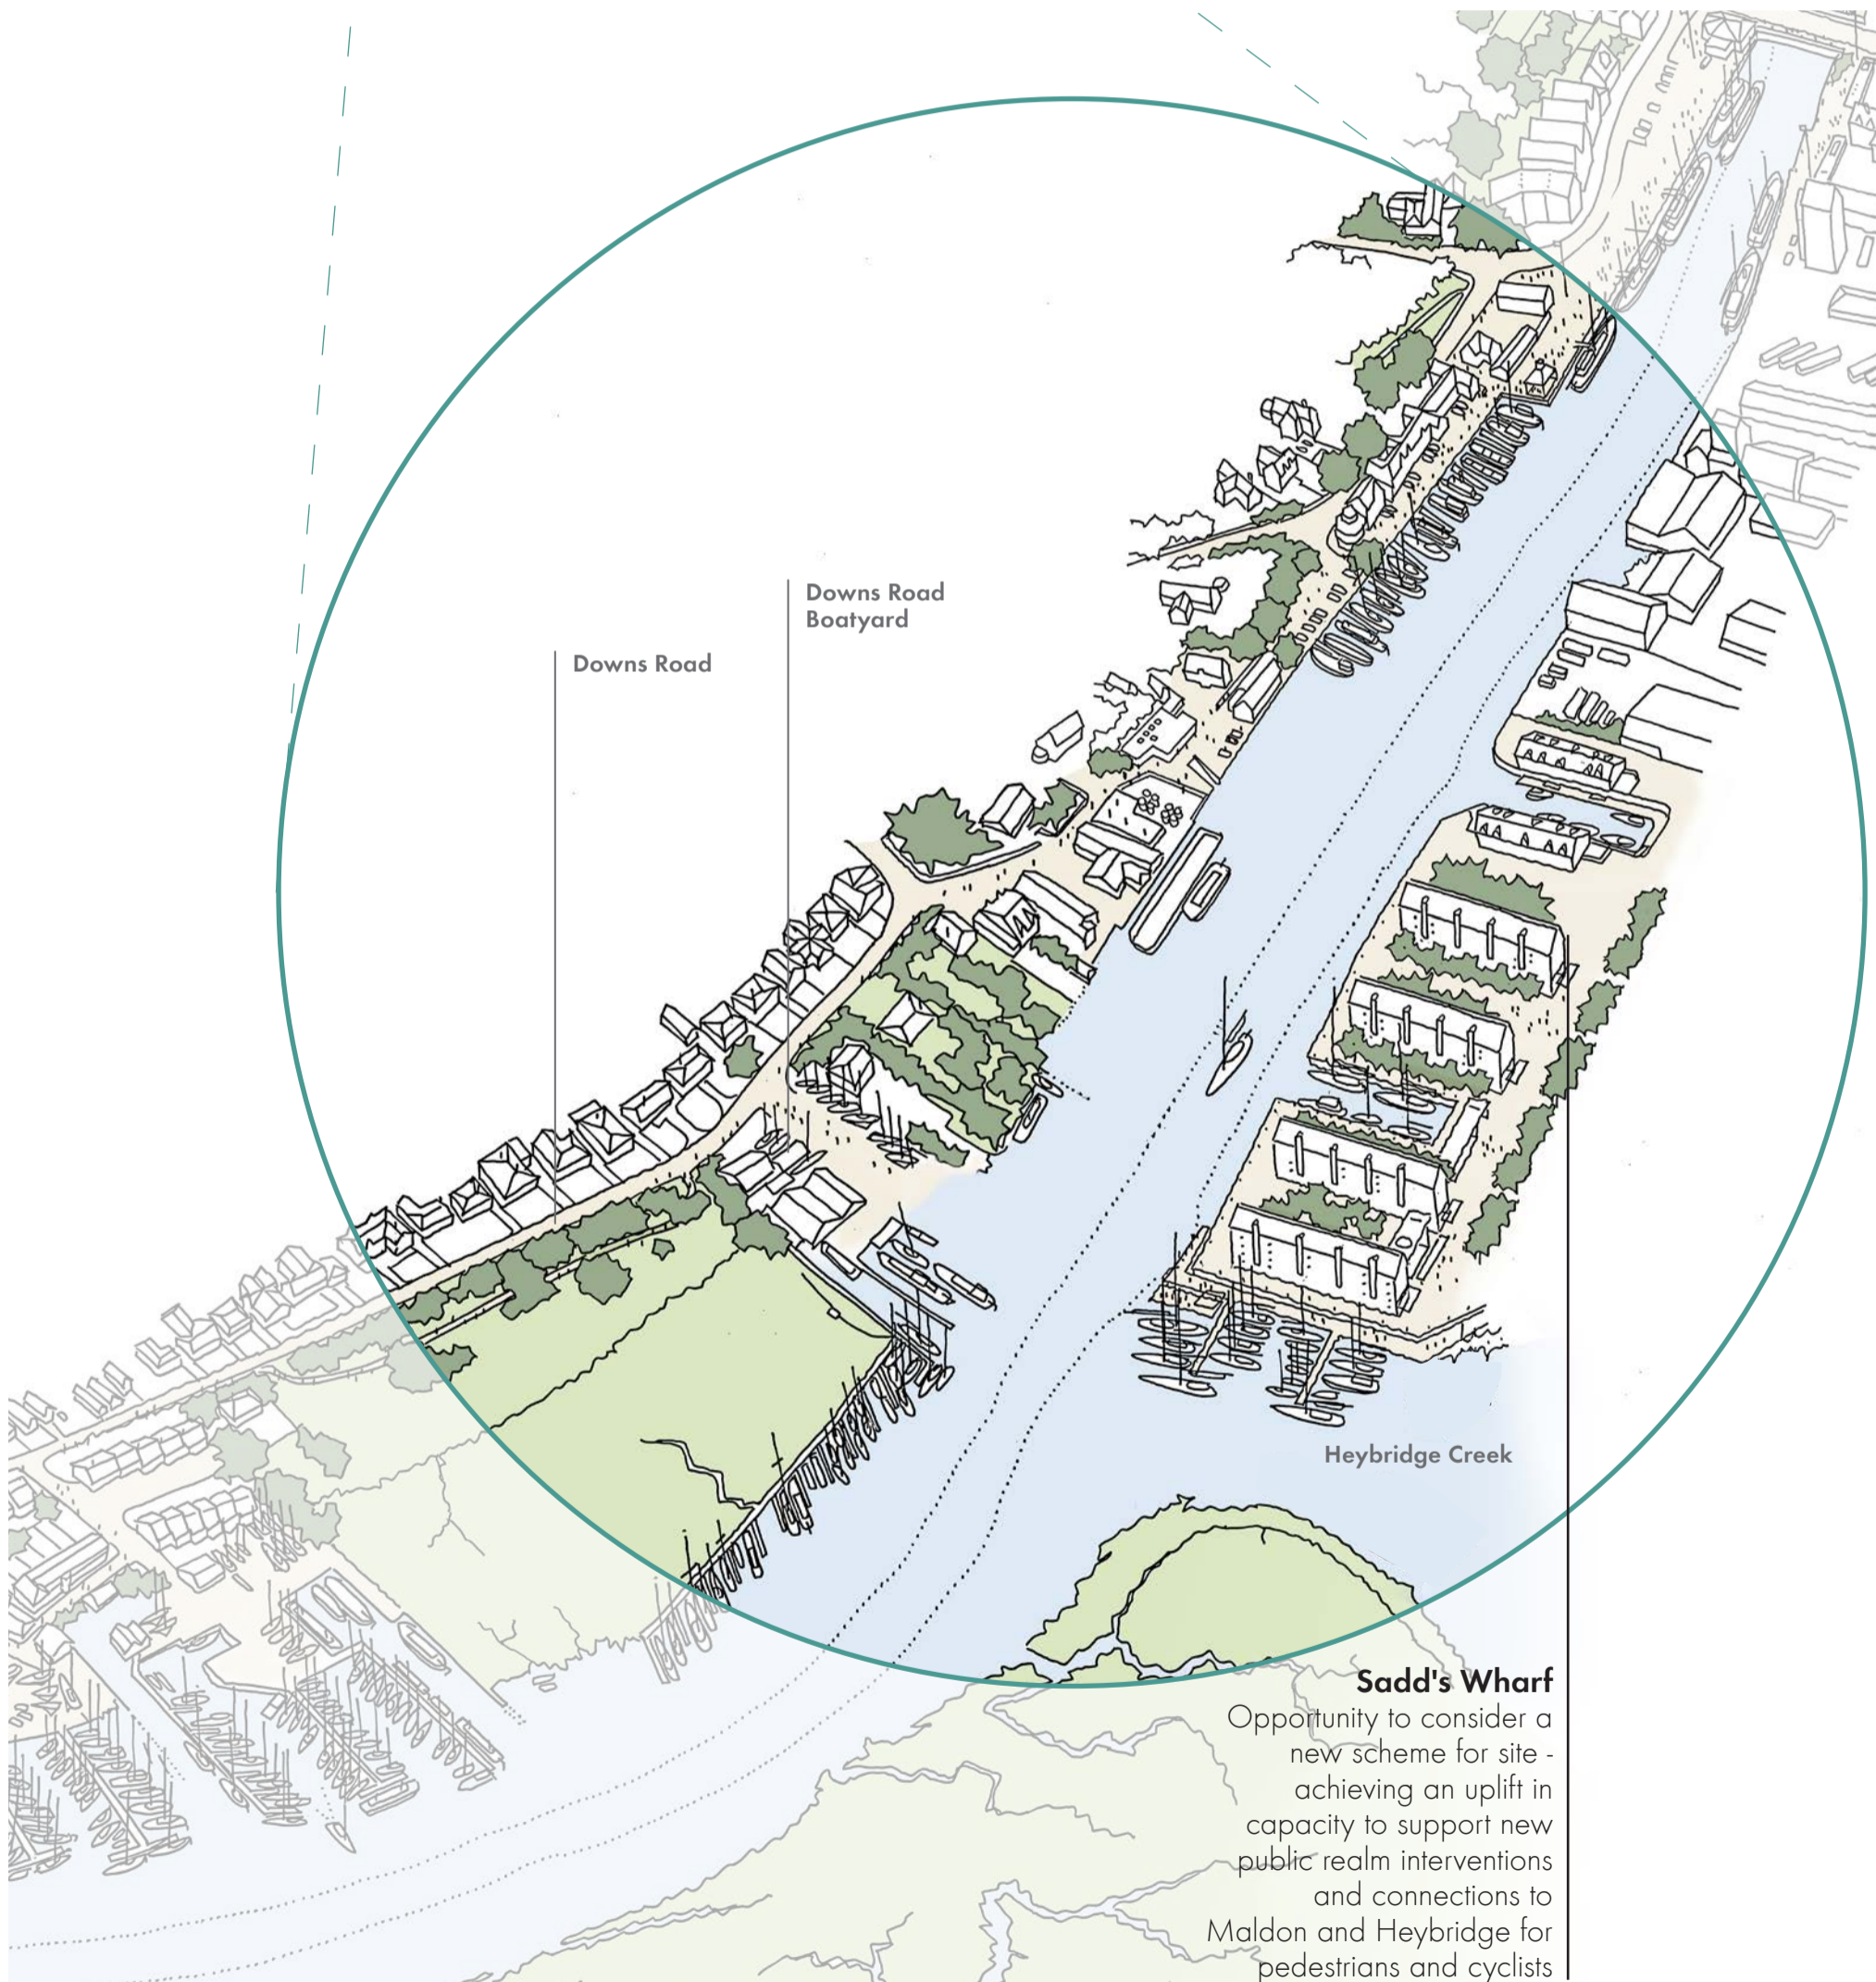 Downs Road
Boatyard
Downs Road
Heybridge Creek
Sadd's Wharf
Opportunity to consider a
new scheme for site -
achieving an uplift in
capacity to support new
public realm interventions
and connections to
Maldon and Heybridge for
pedestrians and cyclists